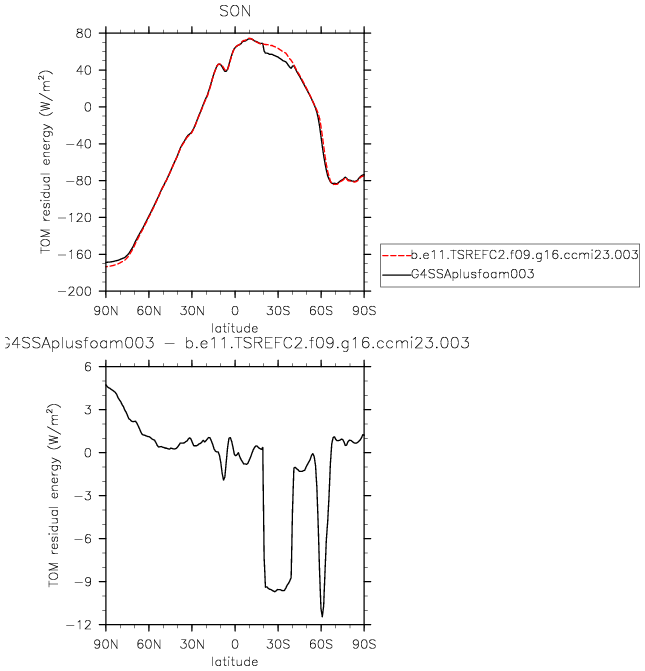 SON
80
40
0
−40
−80
−120
−160
−200
TOM residual energy (W/m²)
90N 60N 30N 0 30S 60S 90S
latitude
b.e11.TSREFC2.f09.g16.ccmi23.003
G4SSAplusfoam003
G4SSAplusfoam003 − b.e11.TSREFC2.f09.g16.ccmi23.003
6
3
0
−3
−6
−9
−12
TOM residual energy (W/m²)
90N 60N 30N 0 30S 60S 90S
latitude